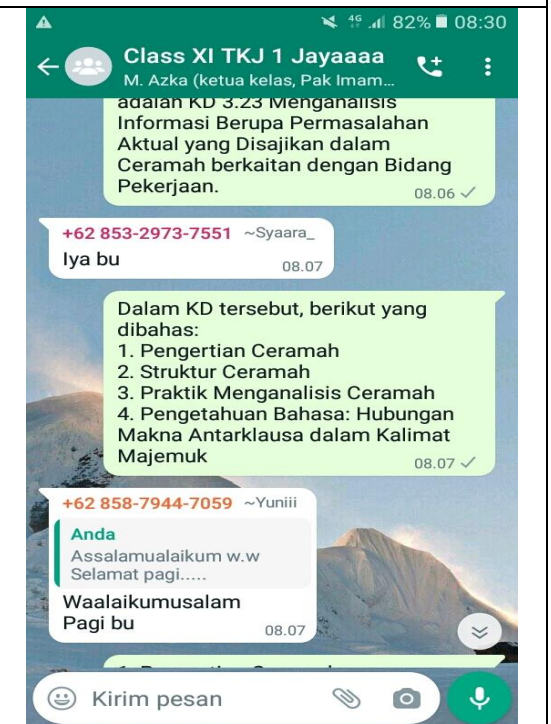 4G 82% 08:30
Class XI TKJ 1 Jayaaaa
M. Azka (ketua kelas, Pak Imam...
adalah KD 3.23 Menganalisis
Informasi Berupa Permasalahan
Aktual yang Disajikan dalam
Ceramah berkaitan dengan Bidang
Pekerjaan.
08.06
+62 853-2973-7551 ~Syaara_
Iya bu
08.07
Dalam KD tersebut, berikut yang
dibahas:
1. Pengertian Ceramah
2. Struktur Ceramah
3. Praktik Menganalisis Ceramah
4. Pengetahuan Bahasa: Hubungan
Makna Antarklausa dalam Kalimat
Majemuk
08.07
+62 858-7944-7059 ~Yuniii
Anda
Assalamualaikum w.w
Selamat pagi.....
Waalaikumusalam
Pagi bu
08.07
Kirim pesan